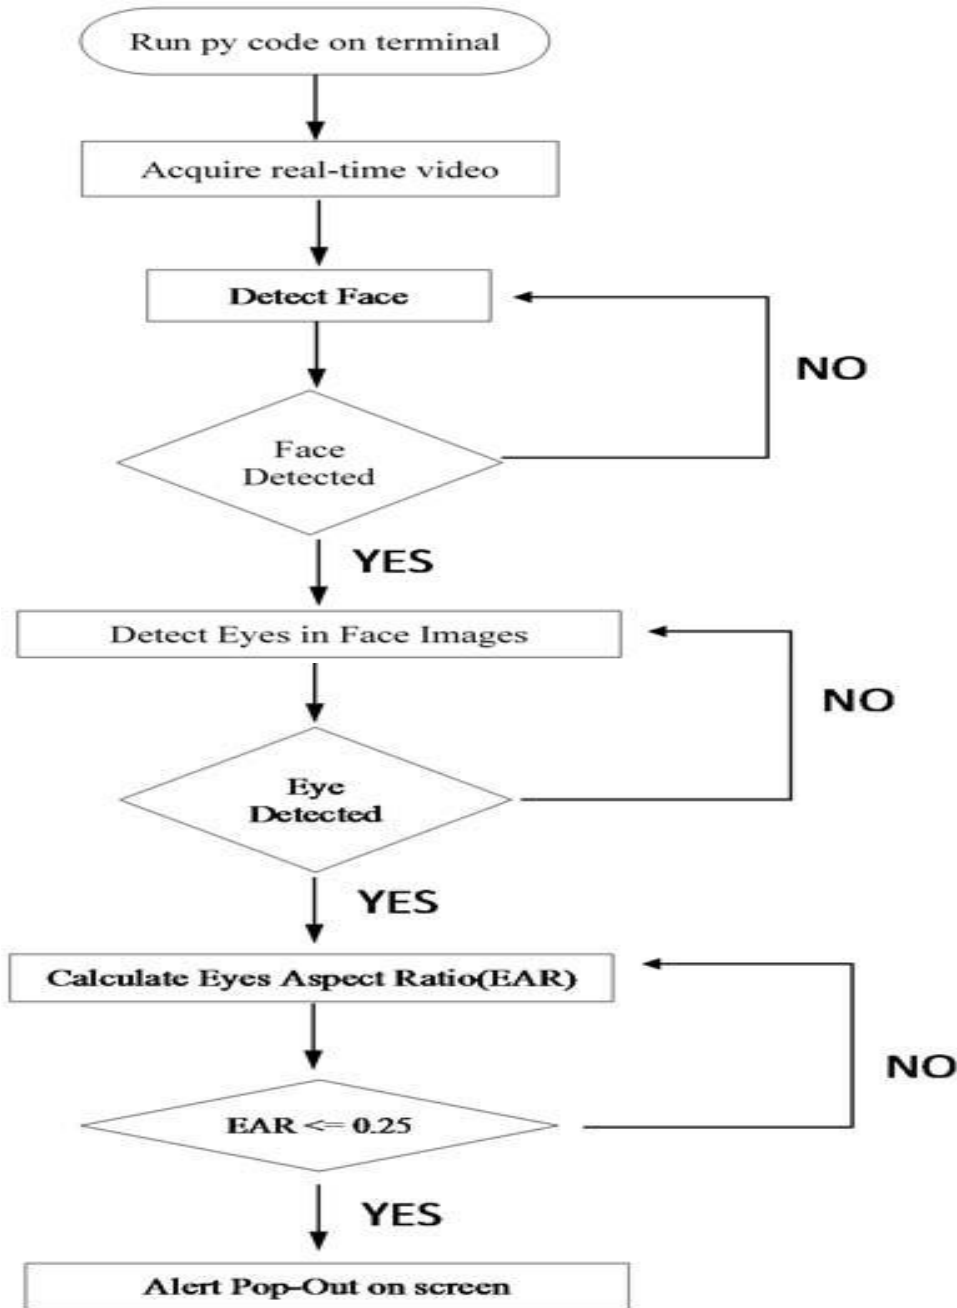 Run py code on terminal
Acquire real-time video
Detect Face
NO
Face
Detected
YES
Detect Eyes in Face Images
NO
Eye
Detected
YES
Calculate Eyes Aspect Ratio(EAR)
NO
EAR <= 0.25
YES
Alert Pop-Out on screen